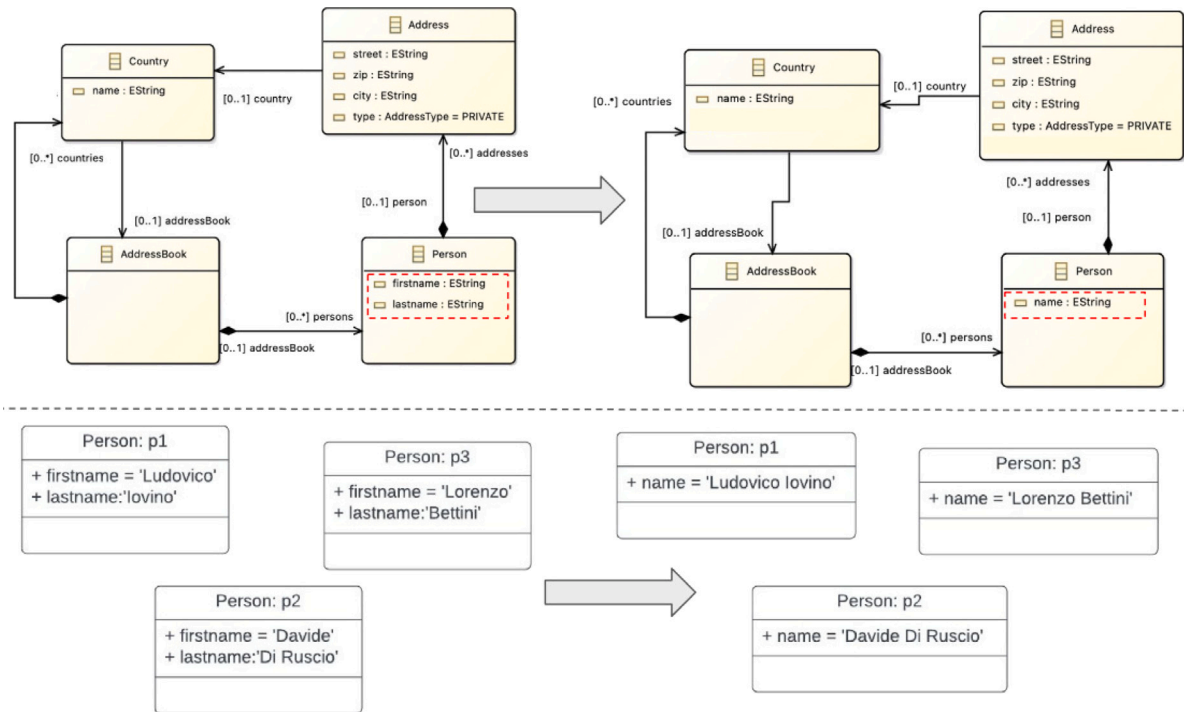 Address
street : EString
zip : EString
city : EString
type : AddressType = PRIVATE
Country
name : EString
[0..1] country
[0..*] countries
[0..*] addresses
[0..1] person
[0..1] addressBook
AddressBook
Person
firstname : EString
lastname : EString
[0..*] persons
[0..1] addressBook
Address
street : EString
zip : EString
city : EString
type : AddressType = PRIVATE
Country
name : EString
[0..1] country
[0..*] countries
[0..*] addresses
[0..1] person
[0..1] addressBook
AddressBook
Person
name : EString
[0..*] persons
[0..1] addressBook
Person: p1
+ firstname = 'Ludovico'
+ lastname:'Iovino'
Person: p3
+ firstname = 'Lorenzo'
+ lastname:'Bettini'
Person: p2
+ firstname = 'Davide'
+ lastname:'Di Ruscio'
Person: p1
+ name = 'Ludovico Iovino'
Person: p3
+ name = 'Lorenzo Bettini'
Person: p2
+ name = 'Davide Di Ruscio'